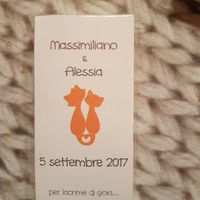 Massimiliano
&
Alessia
5 settembre 2017
per lacrime di gioia...